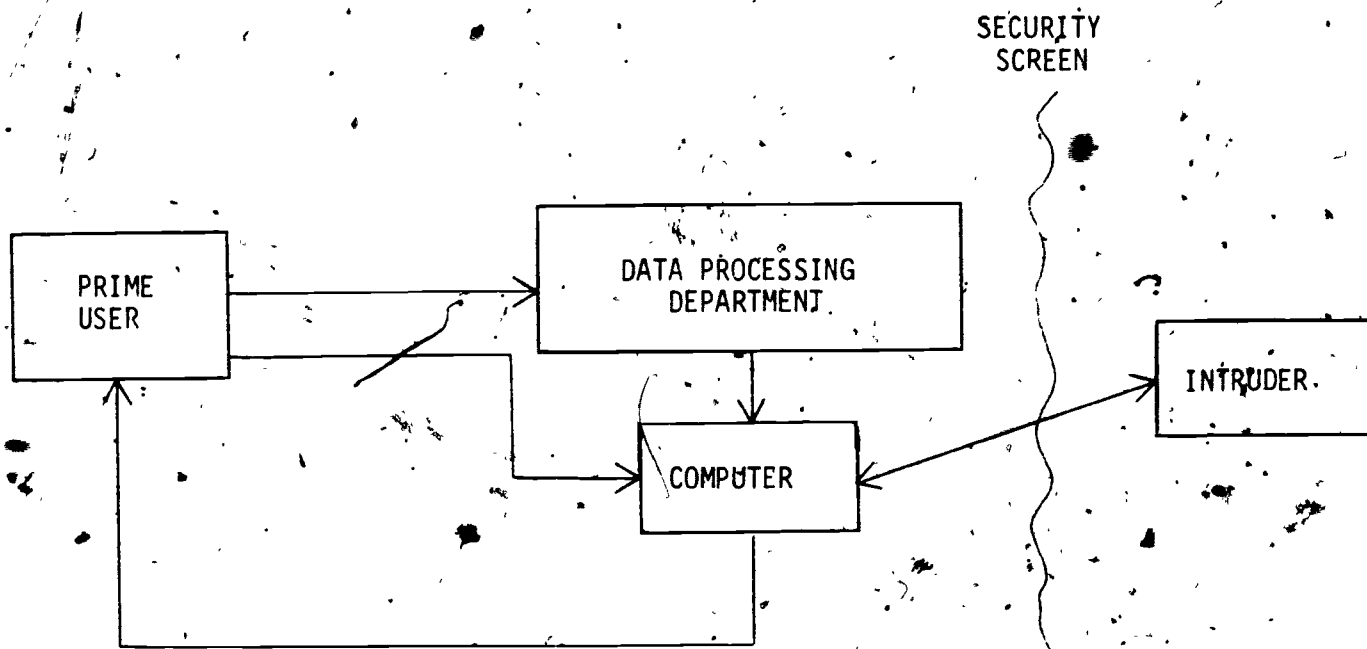 SECURITY
SCREEN
PRIME
USER
DATA PROCESSING
DEPARTMENT
COMPUTER
INTRUDER